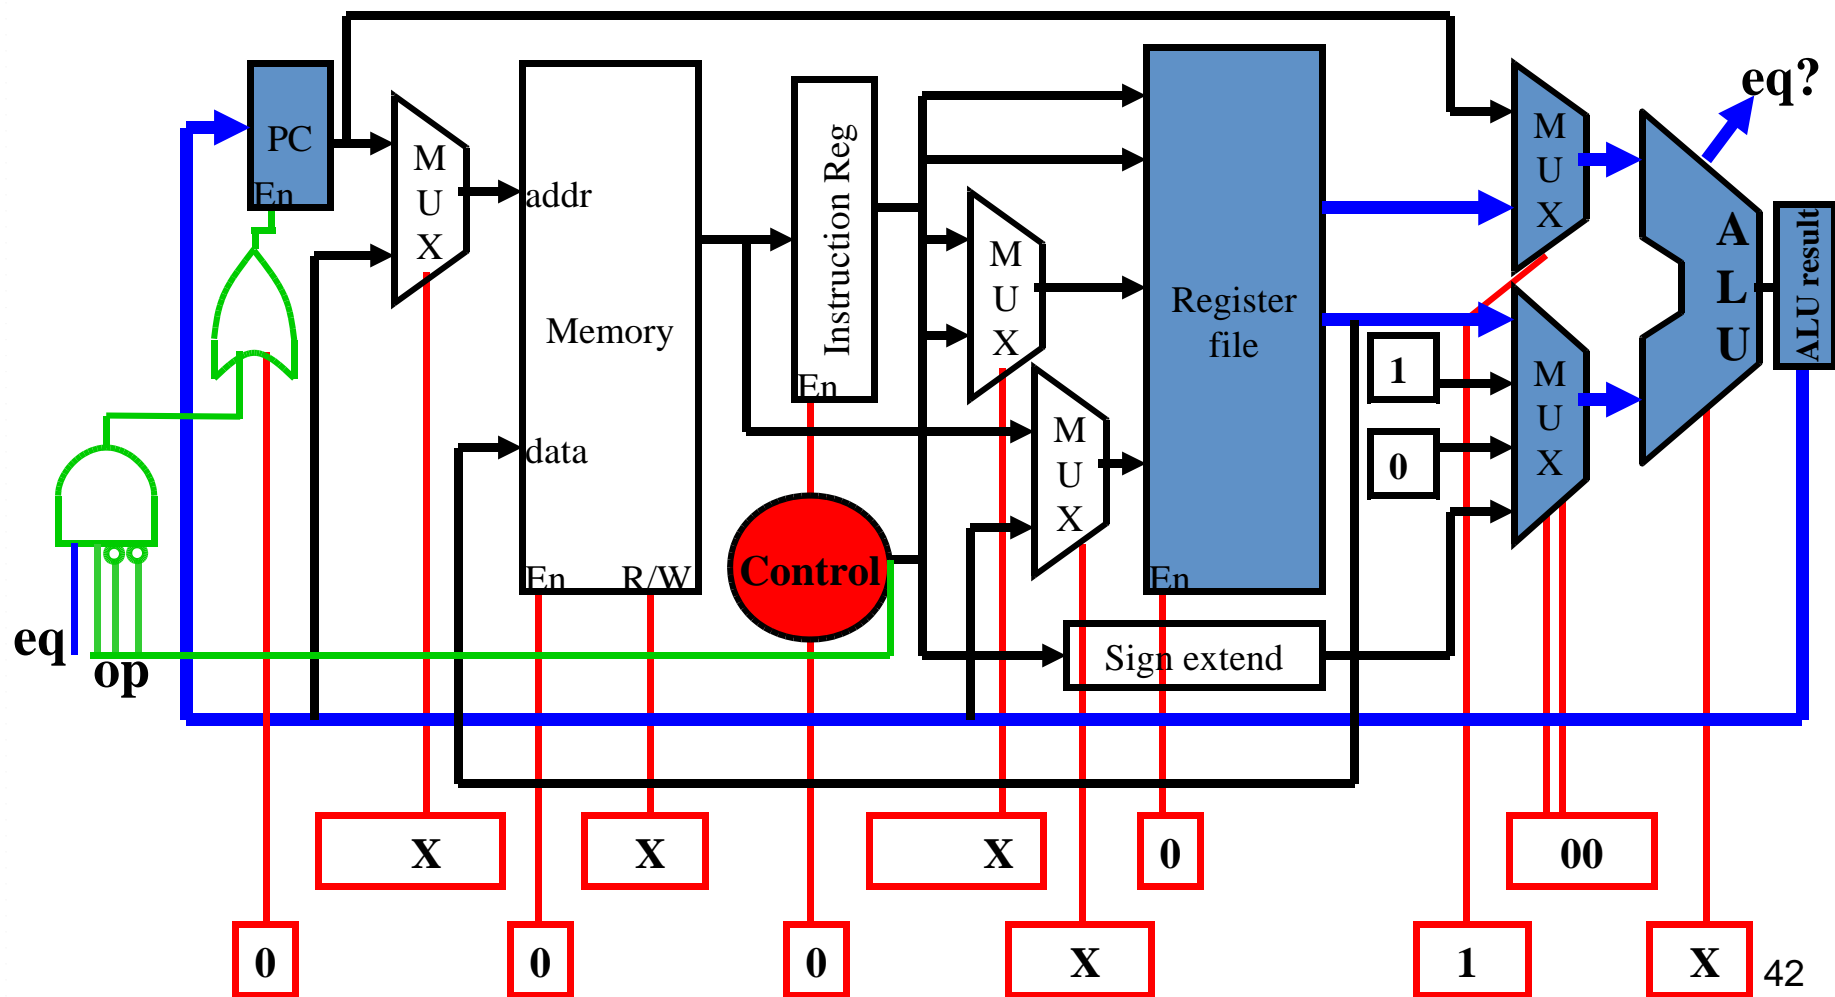 eq?
PC
En
M
U
X
addr
data
Memory
En
R/W
Instruction Reg
En
M
U
X
M
U
X
Control
Register
file
En
Sign extend
1
0
M
U
X
M
U
X
A
L
U
ALU result
eq
op
X
X
X
0
00
0
0
0
X
1
X
42